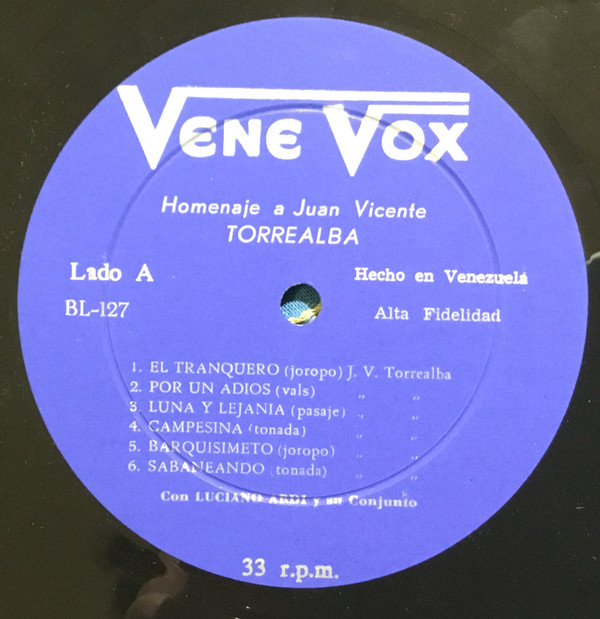 VENE VOX
Homenaje a Juan Vicente
TORREALBA
Lado A
Hecho en Venezuela
BL-127
Alta Fidelidad
1. EL TRANQUERO (joropo) J. V. Torrealba
2. POR UN ADIOS (vals) „ „
3. LUNA Y LEJANIA (pasaje) „ „
4. CAMPESINA (tonada) „ „
5. BARQUISIMETO (joropo) „ „
6. SABANEANDO (tonada) „ „
Con LUCIANO ARDI y su Conjunto
33 r.p.m.